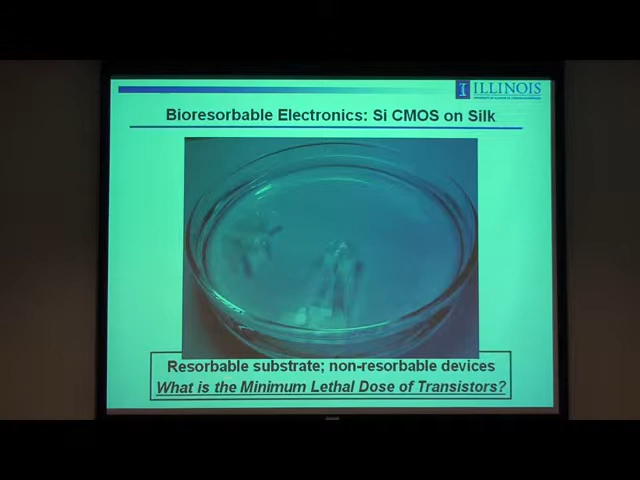 I ILLINOIS
Bioresorbable Electronics: Si CMOS on Silk
Resorbable substrate; non-resorbable devices
What is the Minimum Lethal Dose of Transistors?